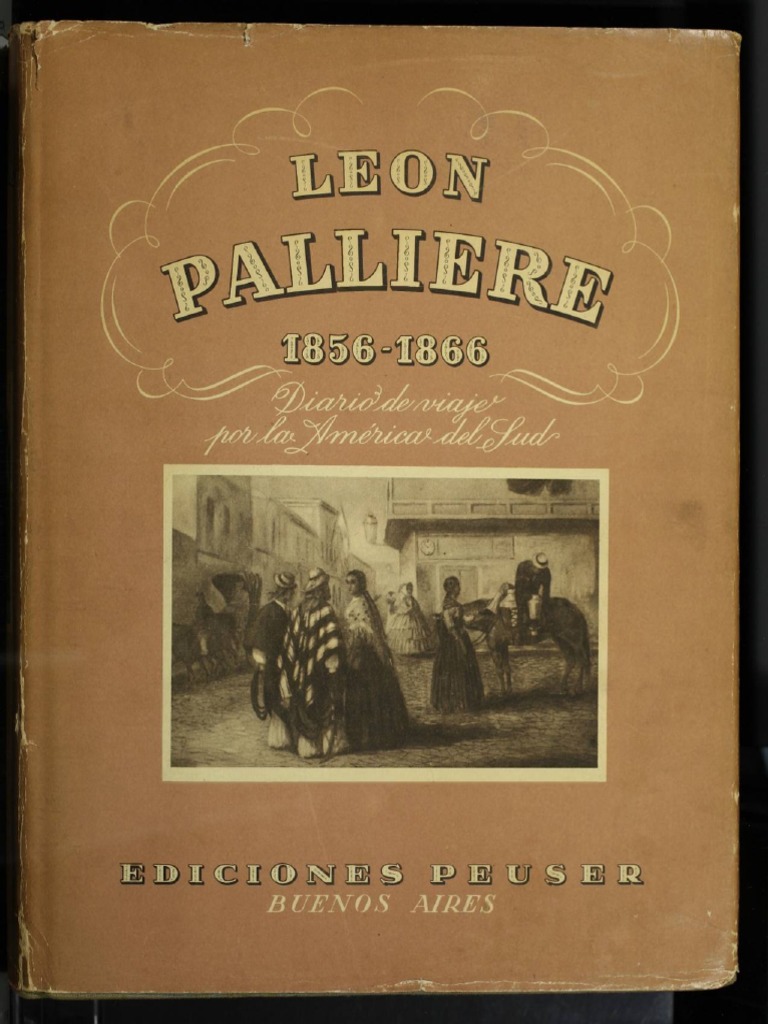 LEON
PALLIERE
1856-1866
Diario de viaje
por la América del Sud
EDICIONES PEUSER
BUENOS AIRES